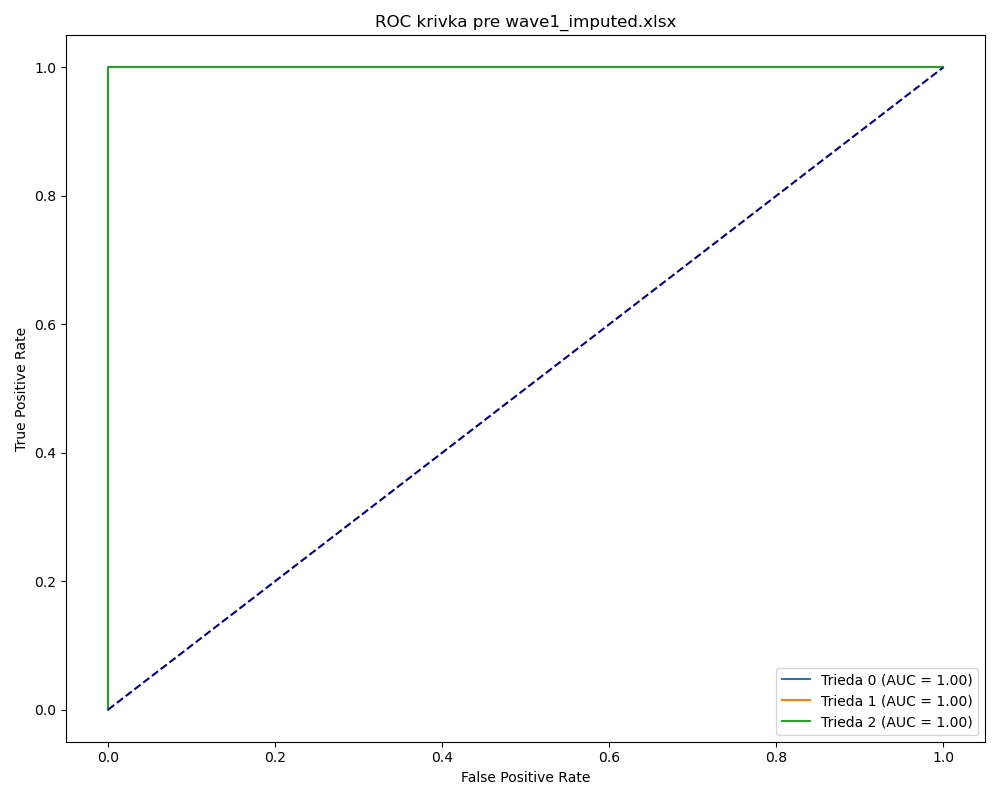 ROC krivka pre wave1_imputed.xlsx
True Positive Rate
1.0
0.8
0.6
0.4
0.2
0.0
0.0 0.2 0.4 0.6 0.8 1.0
False Positive Rate
Trieda 0 (AUC = 1.00)
Trieda 1 (AUC = 1.00)
Trieda 2 (AUC = 1.00)